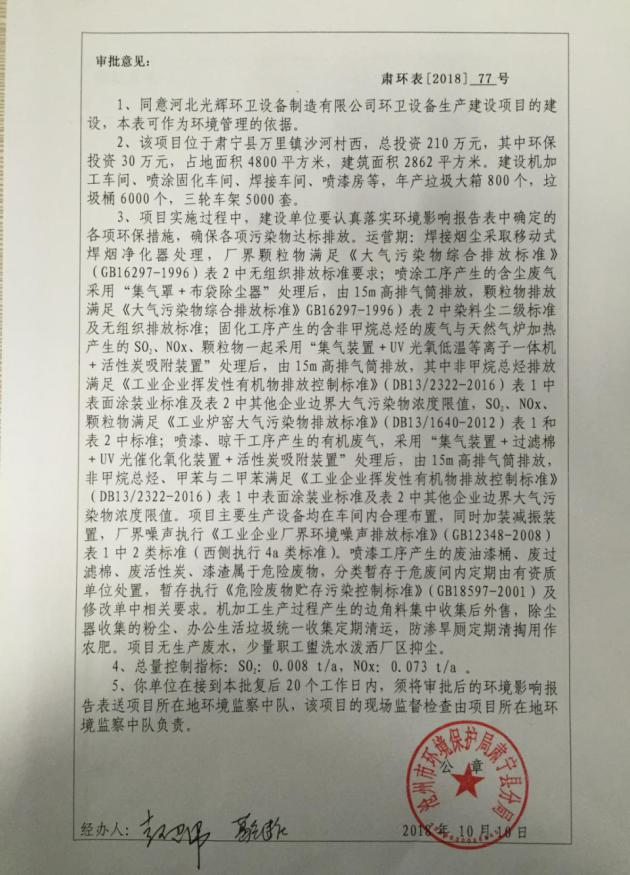 审批意见：
肃环表[2018] 77 号
1、同意河北光辉环卫设备制造有限公司环卫设备生产建设项目的建
设，本表可作为环境管理的依据。
2、该项目位于肃宁县万里镇沙河村西，总投资 210 万元，其中环保
投资 30 万元，占地面积 4800 平方米，建筑面积 2862 平方米。建设机加
工车间、喷涂固化车间、焊接车间、喷漆房等，年产垃圾大箱 800 个，垃
圾桶 6000 个，三轮车架 5000 套。
3、项目实施过程中，建设单位要认真落实环境影响报告表中确定的
各项环保措施，确保各项污染物达标排放。运营期：焊接烟尘采取移动式
焊烟净化器处理，厂界颗粒物满足《大气污染物综合排放标准》
（GB16297-1996）表 2 中无组织排放标准要求；喷涂工序产生的含尘废气
采用“集气罩＋布袋除尘器”处理后，由 15m 高排气筒排放，颗粒物排放
满足《大气污染物综合排放标准》GB16297-1996）表 2 中染料尘二级标准
及无组织排放标准；固化工序产生的含非甲烷总烃的废气与天然气炉加热
产生的 SO₂、NOx、颗粒物一起采用“集气装置＋UV 光氧低温等离子一体机
＋活性炭吸附装置”处理后，由 15m 高排气筒排放，其中非甲烷总烃排放
满足《工业企业挥发性有机物排放控制标准》（DB13/2322-2016）表 1 中
表面涂装业标准及表 2 中其他企业边界大气污染物浓度限值，SO₂、NOx、
颗粒物满足《工业炉窑大气污染物排放标准》（DB13/1640-2012）表 1 和
表 2 中标准；喷漆、晾干工序产生的有机废气，采用“集气装置＋过滤棉
＋UV 光催化氧化装置＋活性炭吸附装置”处理后，由 15m 高排气筒排放，
非甲烷总烃、甲苯与二甲苯满足《工业企业挥发性有机物排放控制标准》
（DB13/2322-2016）表 1 中表面涂装业标准及表 2 中其他企业边界大气污
染物浓度限值。项目主要生产设备均在车间内合理布置，同时加装减振装
置，厂界噪声执行《工业企业厂界环境噪声排放标准》（GB12348-2008）
表 1 中 2 类标准（西侧执行 4a 类标准）。喷漆工序产生的废油漆桶、废过
滤棉、废活性炭、漆渣属于危险废物，分类暂存于危废间内定期由有资质
单位处置，暂存执行《危险废物贮存污染控制标准》（GB18597-2001）及
修改单中相关要求。机加工生产过程产生的边角料集中收集后外售，除尘
器收集的粉尘、办公生活垃圾统一收集定期清运，防渗旱厕定期清掏用作
农肥。项目无生产废水，少量职工盥洗水泼洒厂区抑尘。
4、总量控制指标：SO₂：0.008 t/a，NOx：0.073 t/a 。
5、你单位在接到本批复后 20 个工作日内，须将审批后的环境影响报
告表送项目所在地环境监察中队，该项目的现场监督检查由项目所在地环
境监察中队负责。
沧州市环境保护局肃宁县分局
公 章
经办人：
2018 年 10 月 10 日